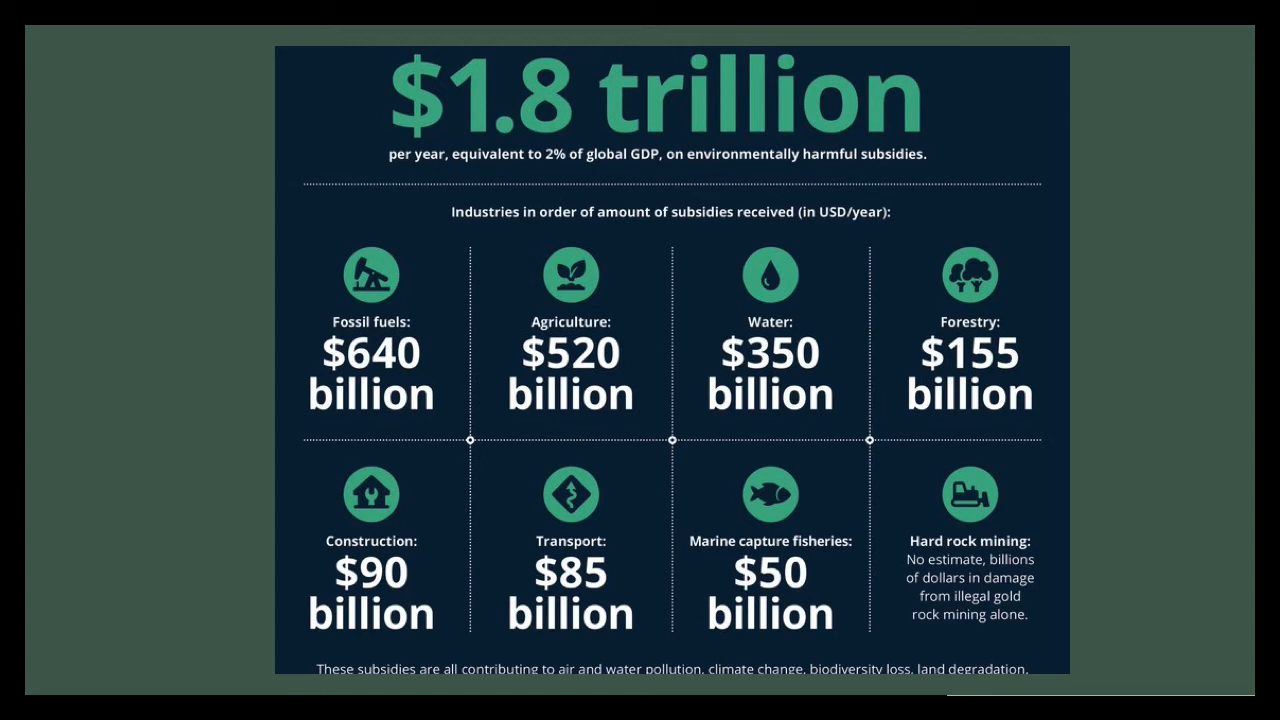 $1.8 trillion
per year, equivalent to 2% of global GDP, on environmentally harmful subsidies.
Industries in order of amount of subsidies received (in USD/year):
Fossil fuels:
$640
billion
Agriculture:
$520
billion
Water:
$350
billion
Forestry:
$155
billion
Construction:
$90
billion
Transport:
$85
billion
Marine capture fisheries:
$50
billion
Hard rock mining:
No estimate, billions
of dollars in damage
from illegal gold
rock mining alone.
These subsidies are all contributing to air and water pollution, climate change, biodiversity loss, land degradation,